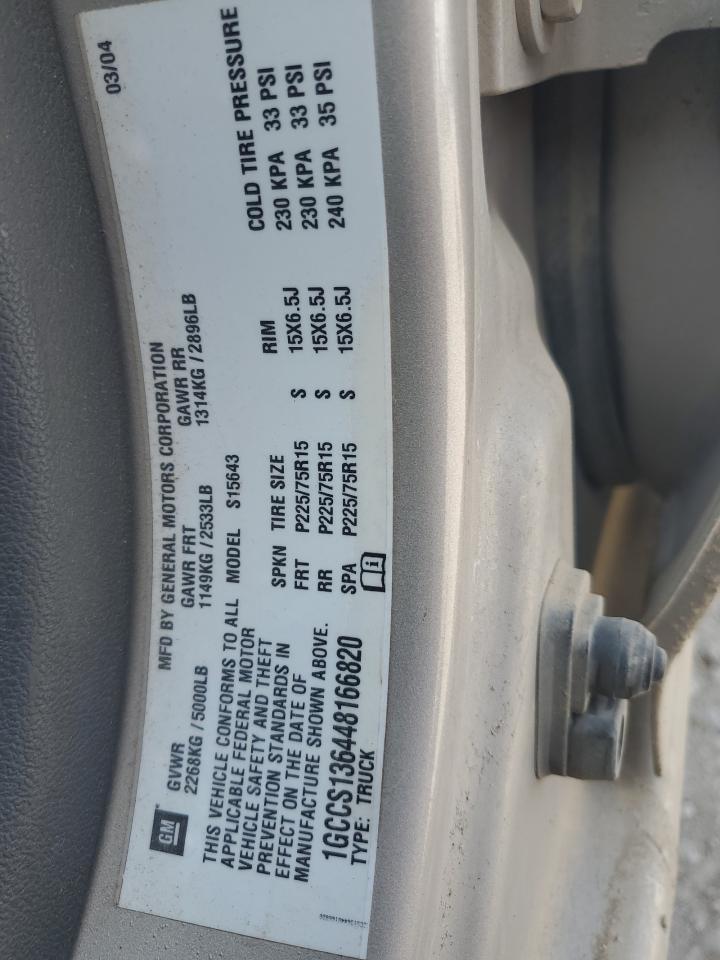 MFD BY GENERAL MOTORS CORPORATION 03/04
GM
GVWR GAWR FRT GAWR RR
2268KG / 5000LB 1149KG / 2533LB 1314KG / 2896LB
THIS VEHICLE CONFORMS TO ALL
APPLICABLE FEDERAL MOTOR
VEHICLE SAFETY AND THEFT
PREVENTION STANDARDS IN
EFFECT ON THE DATE OF
MANUFACTURE SHOWN ABOVE.
MODEL S15643
SPKN TIRE SIZE RIM COLD TIRE PRESSURE
FRT P225/75R15 S 15X6.5J 230 KPA 33 PSI
RR P225/75R15 S 15X6.5J 230 KPA 33 PSI
SPA P225/75R15 S 15X6.5J 240 KPA 35 PSI
1GCCS136448166820
TYPE: TRUCK